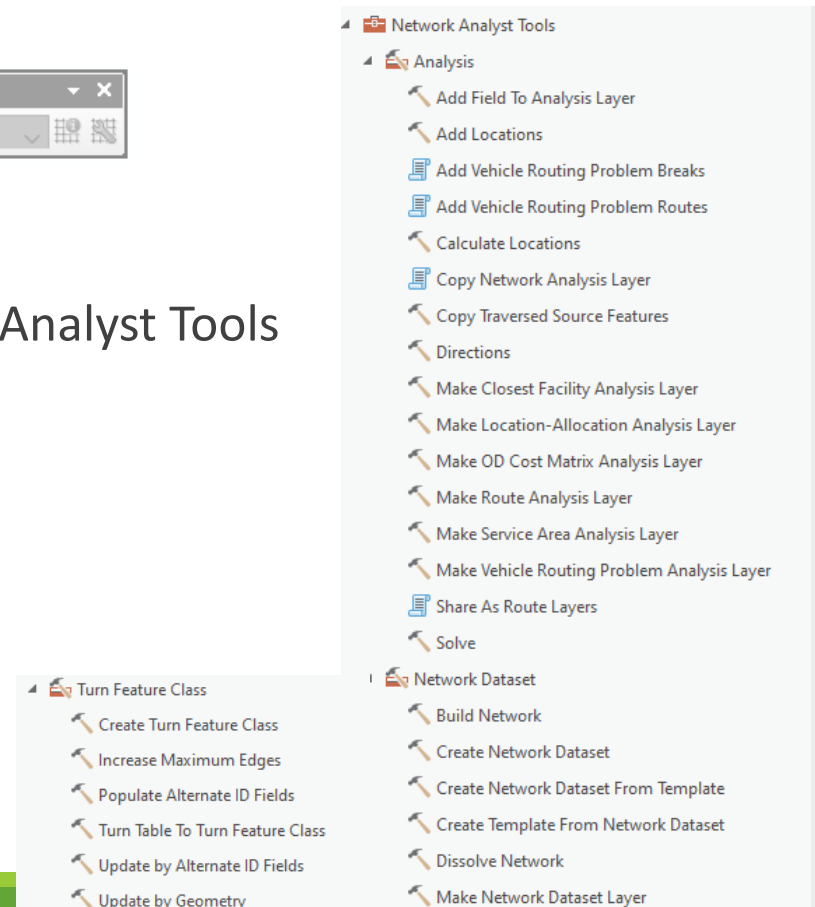 Analyst Tools
Network Analyst Tools
Analysis
Add Field To Analysis Layer
Add Locations
Add Vehicle Routing Problem Breaks
Add Vehicle Routing Problem Routes
Calculate Locations
Copy Network Analysis Layer
Copy Traversed Source Features
Directions
Make Closest Facility Analysis Layer
Make Location-Allocation Analysis Layer
Make OD Cost Matrix Analysis Layer
Make Route Analysis Layer
Make Service Area Analysis Layer
Make Vehicle Routing Problem Analysis Layer
Share As Route Layers
Solve
Network Dataset
Build Network
Create Network Dataset
Create Network Dataset From Template
Create Template From Network Dataset
Dissolve Network
Make Network Dataset Layer
Turn Feature Class
Create Turn Feature Class
Increase Maximum Edges
Populate Alternate ID Fields
Turn Table To Turn Feature Class
Update by Alternate ID Fields
Update by Geometry